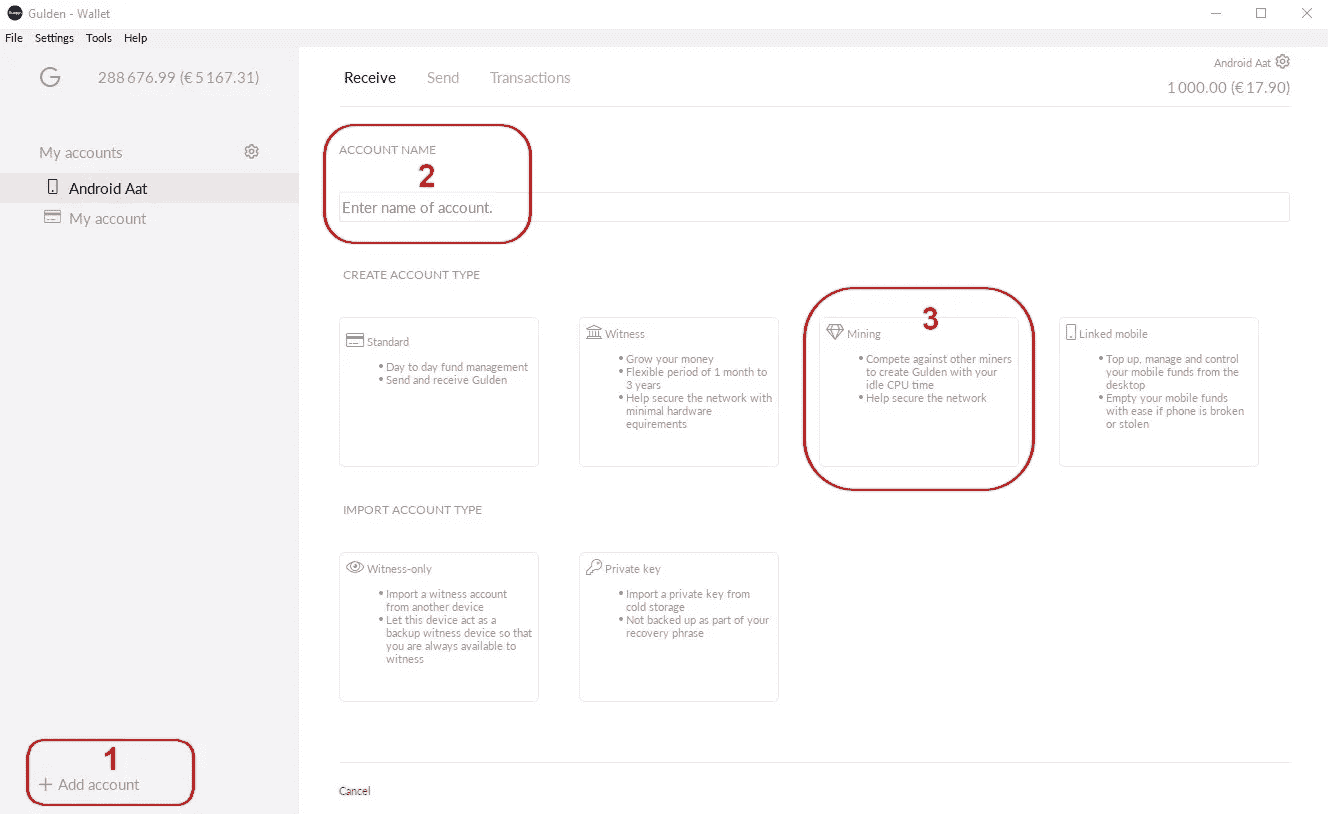 Gulden - Wallet
File Settings Tools Help
288 676.99 (€ 5 167.31)
Receive Send Transactions
Android Aat
1 000.00 (€ 17.90)
My accounts
Android Aat
My account
ACCOUNT NAME
2
Enter name of account.
CREATE ACCOUNT TYPE
Standard
• Day to day fund management
• Send and receive Gulden
Witness
• Grow your money
• Flexible period of 1 month to
3 years
• Help secure the network with
minimal hardware
equirements
3
Mining
• Compete against other miners
to create Gulden with your
idle CPU time
• Help secure the network
Linked mobile
• Top up, manage and control
your mobile funds from the
desktop
• Empty your mobile funds
with ease if phone is broken
or stolen
IMPORT ACCOUNT TYPE
Witness-only
• Import a witness account
from another device
• Let this device act as a
backup witness device so that
you are always available to
witness
Private key
• Import a private key from
cold storage
• Not backed up as part of your
recovery phrase
1
+ Add account
Cancel